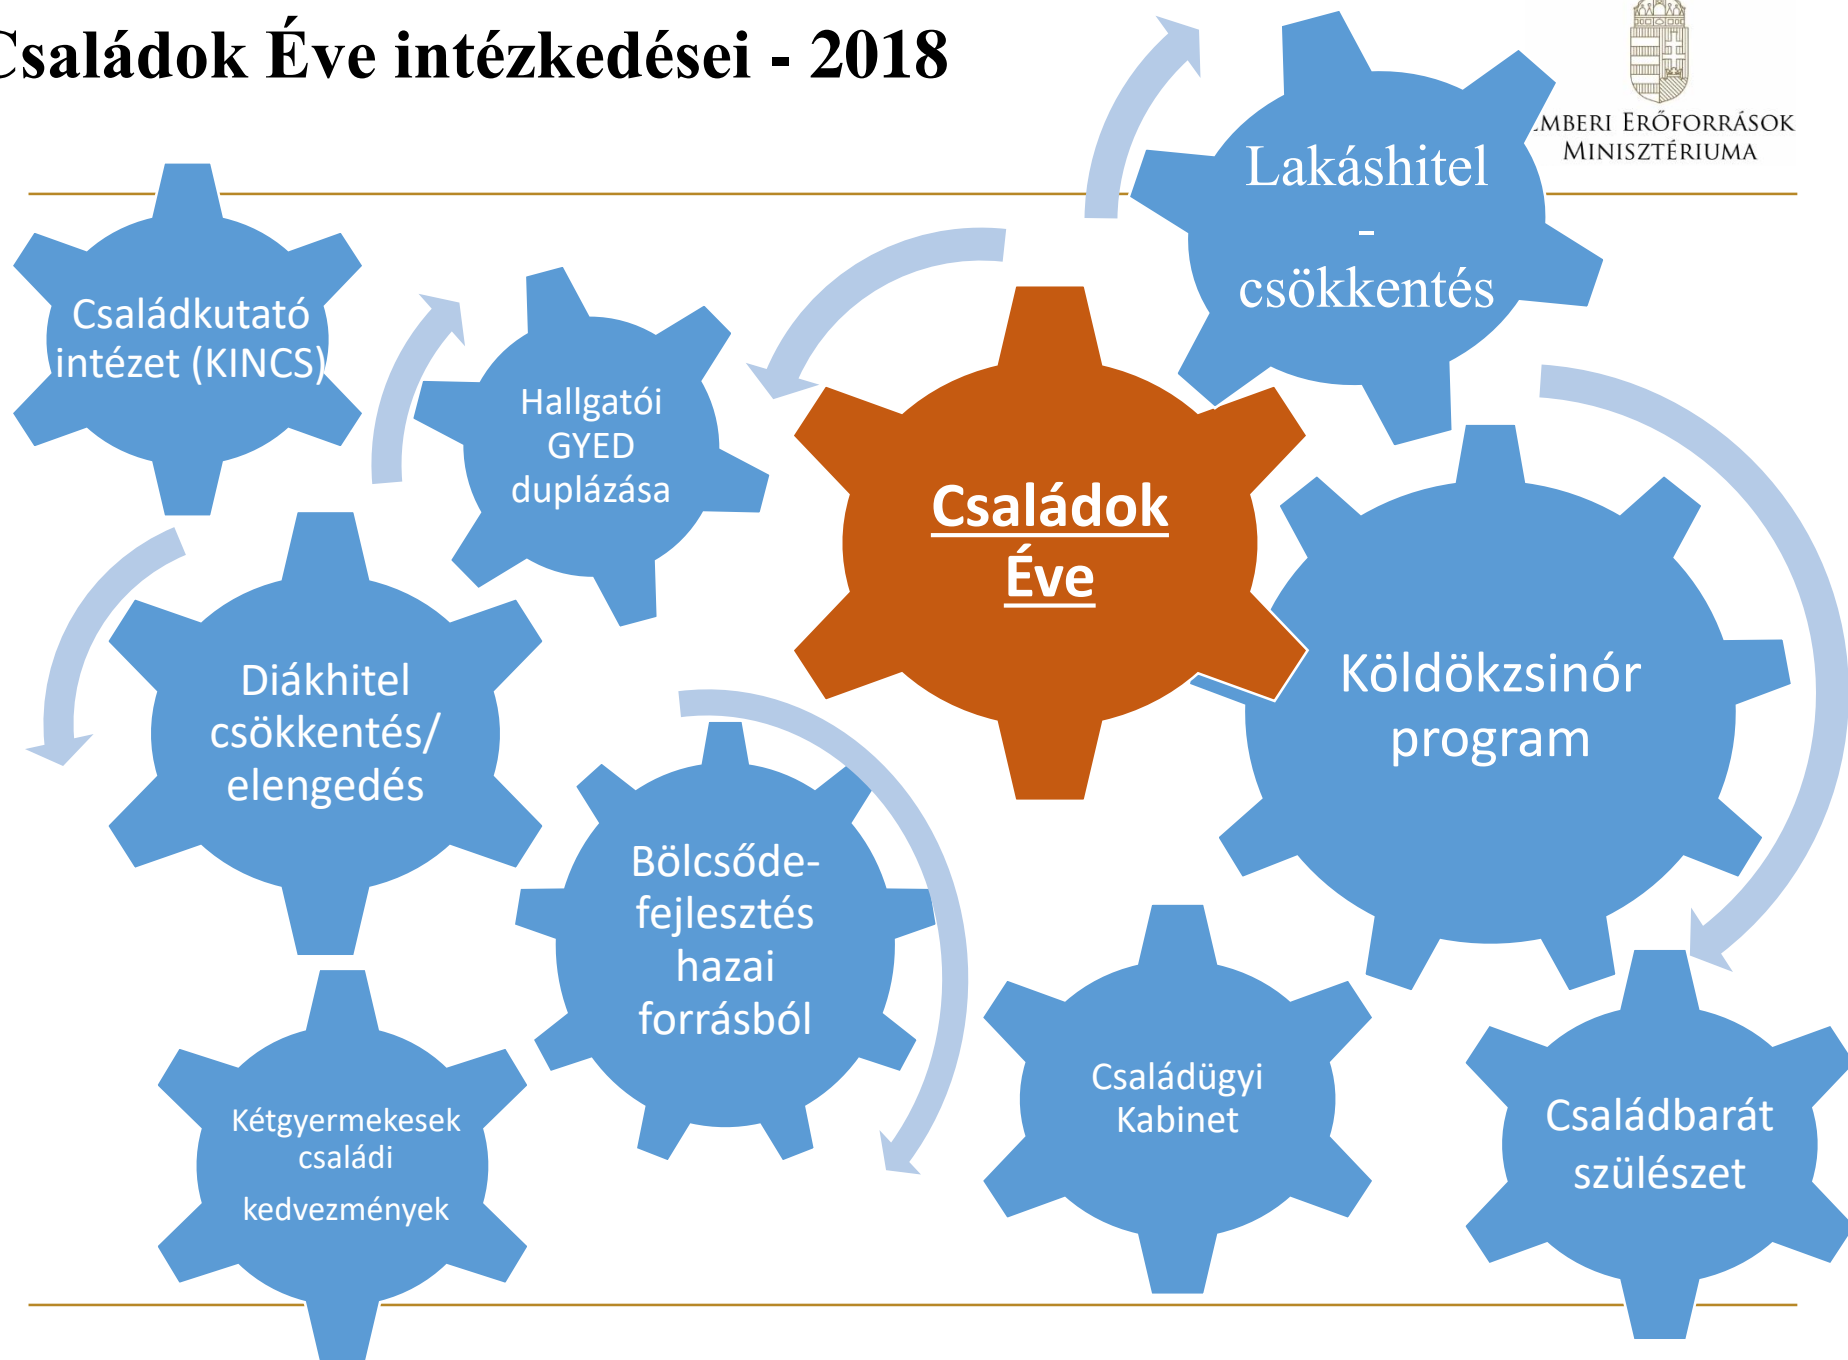 Családok Éve intézkedései - 2018
EMBERI ERŐFORRÁSOK
MINISZTÉRIUMA
Lakáshitel
-
csökkentés
Családkutató
intézet (KINCS)
Hallgatói
GYED
duplázása
Családok
Éve
Diákhitel
csökkentés/
elengedés
Köldökzsinór
program
Bölcsőde-
fejlesztés
hazai
forrásból
Családügyi
Kabinet
Családbarát
szülészet
Kétgyermekesek
családi
kedvezmények